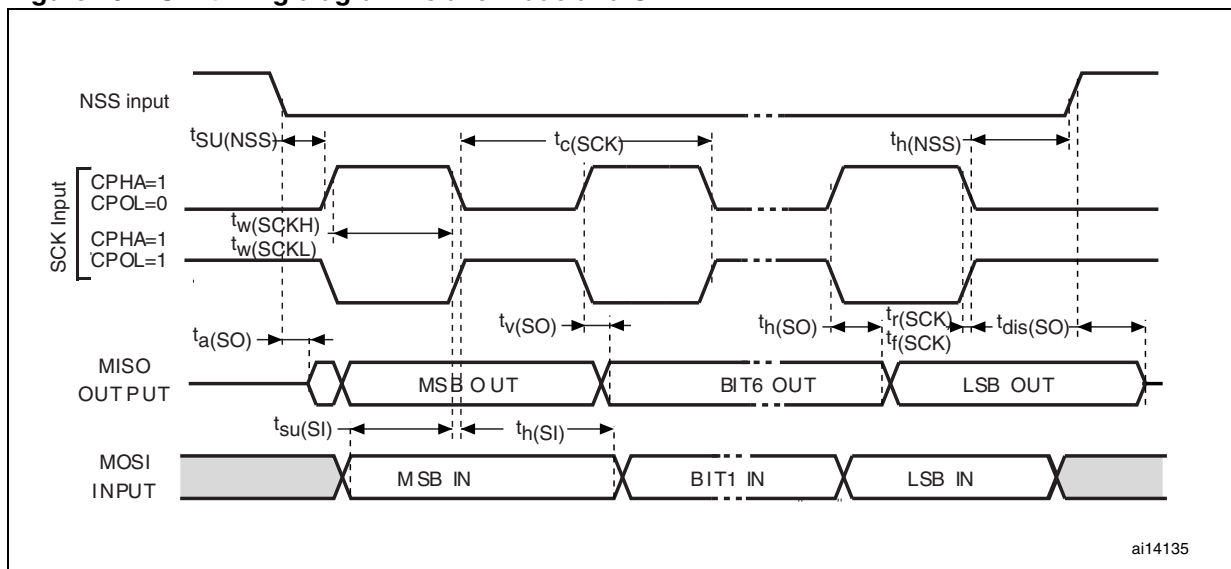 NSS input
tSU(NSS)
tc(SCK)
th(NSS)
SCK Input
CPHA=1
CPOL=0
tw(SCKH)
CPHA=1
tw(SCKL)
CPOL=1
ta(SO)
tv(SO)
th(SO)
tr(SCK)
tf(SCK)
tdis(SO)
MISO
OUTPUT
MSB OUT
BIT6 OUT
LSB OUT
tsu(SI)
th(SI)
MOSI
INPUT
MSB IN
BIT1 IN
LSB IN
ai14135